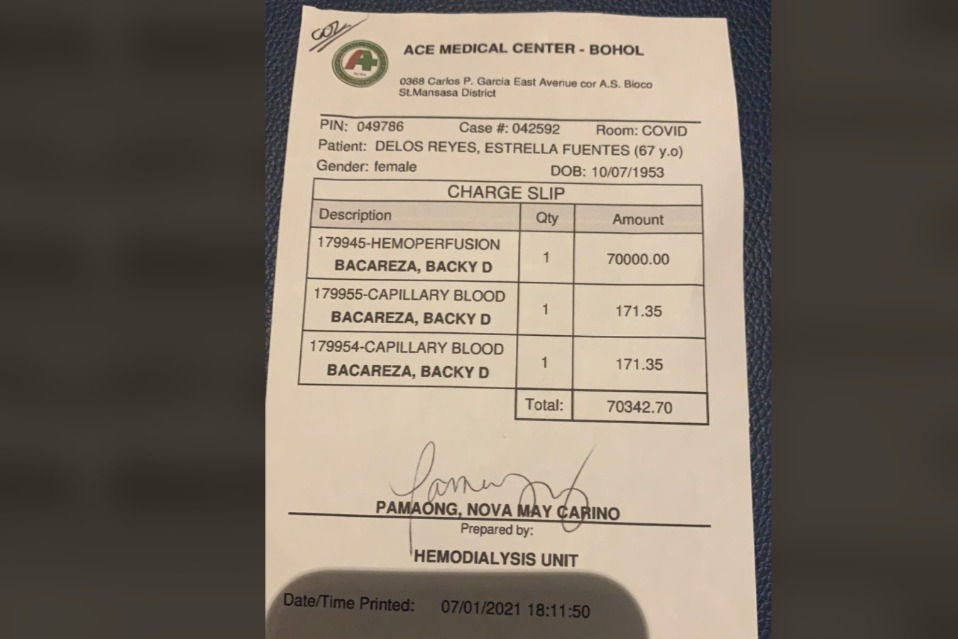 ACE MEDICAL CENTER - BOHOL
0368 Carlos P. Garcia East Avenue cor A.S. Bioco
St.Mansasa District
PIN: 049786 Case #: 042592 Room: COVID
Patient: DELOS REYES, ESTRELLA FUENTES (67 y.o)
Gender: female DOB: 10/07/1953
CHARGE SLIP
Description Qty Amount
179945-HEMOPERFUSION
BACAREZA, BACKY D 1 70000.00
179955-CAPILLARY BLOOD
BACAREZA, BACKY D 1 171.35
179954-CAPILLARY BLOOD
BACAREZA, BACKY D 1 171.35
Total: 70342.70
PAMAONG, NOVA MAY CARINO
Prepared by:
HEMODIALYSIS UNIT
Date/Time Printed: 07/01/2021 18:11:50